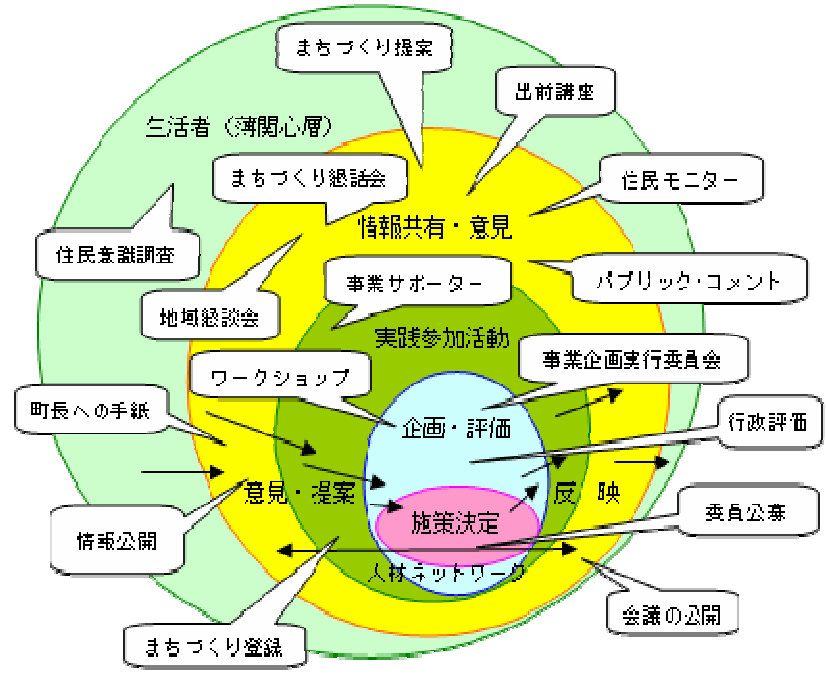 まちづくり提案
出前講座
生活者（薄関心層）
まちづくり懇話会
住民モニター
情報共有・意見
住民意識調査
事業サポーター
パブリック・コメント
地域懇談会
実践参加活動
事業企画実行委員会
ワークショップ
町長への手紙
企画・評価
行政評価
意見・提案
反　映
施策決定
委員公募
情報公開
人材ネットワーク
会議の公開
まちづくり登録